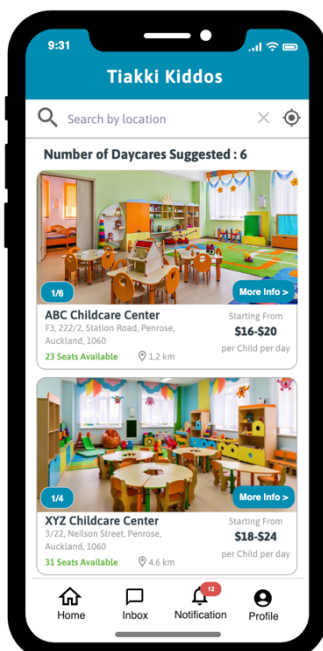 9:31
Tiakki Kiddos
Search by location
Number of Daycares Suggested : 6
1/6
More Info >
ABC Childcare Center
F3, 222/2, Station Road, Penrose,
Auckland, 1060
23 Seats Available
1.2 km
Starting From
$16-$20
per Child per day
1/4
More Info >
XYZ Childcare Center
3/22, Neilson Street, Penrose,
Auckland, 1060
31 Seats Available
4.6 km
Starting From
$18-$24
per Child per day
Home
Inbox
12
Notification
Profile